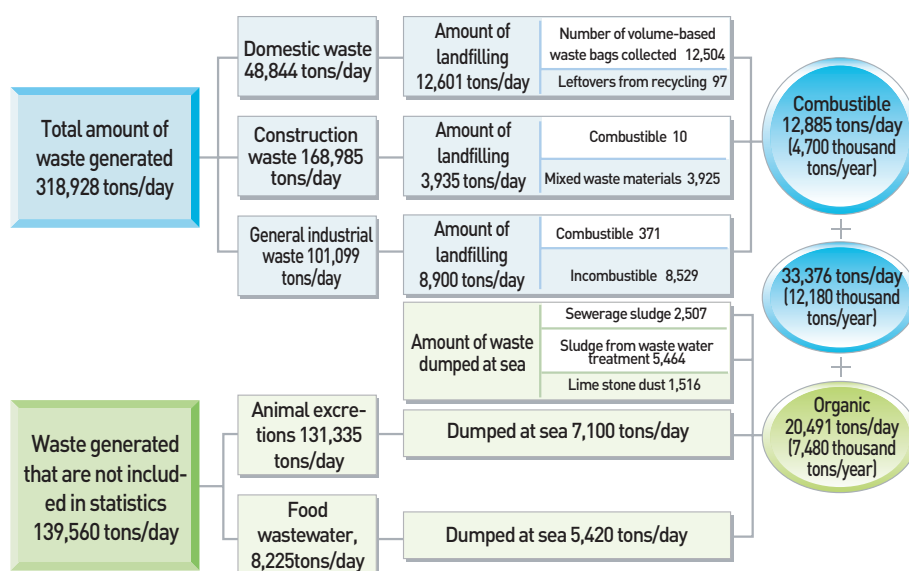 Total amount of
waste generated
318,928 tons/day
Domestic waste
48,844 tons/day
Amount of
landfilling
12,601 tons/day
Number of volume-based
waste bags collected 12,504
Leftovers from recycling 97
Construction
waste 168,985
tons/day
Amount of
landfilling
3,935 tons/day
Combustible 10
Mixed waste materials 3,925
General industrial
waste 101,099
tons/day
Amount of
landfilling
8,900 tons/day
Combustible 371
Incombustible 8,529
Combustible
12,885 tons/day
(4,700 thousand
tons/year)
+
33,376 tons/day
(12,180 thousand
tons/year)
+
Organic
20,491 tons/day
(7,480 thousand
tons/year)
Amount of waste
dumped at sea
Sewerage sludge 2,507
Sludge from waste water
treatment 5,464
Lime stone dust 1,516
Waste generated
that are not includ-
ed in statistics
139,560 tons/day
Animal excre-
tions 131,335
tons/day
Dumped at sea 7,100 tons/day
Food
wastewater,
8,225tons/day
Dumped at sea 5,420 tons/day